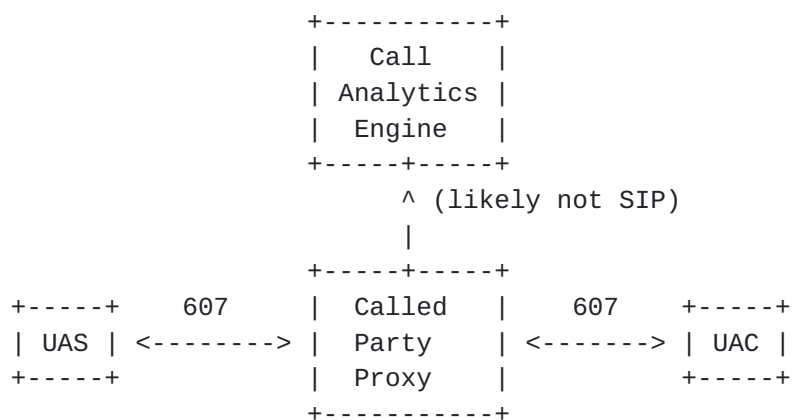 +-----------+
|   Call    |
| Analytics |
|  Engine   |
+-----+-----+
^ (likely not SIP)
|
+-----+-----+
+-----+    607     |  Called   |    607    +-----+
| UAS | <--------> |  Party    | <-------> | UAC |
+-----+            |  Proxy    |           +-----+
+-----------+